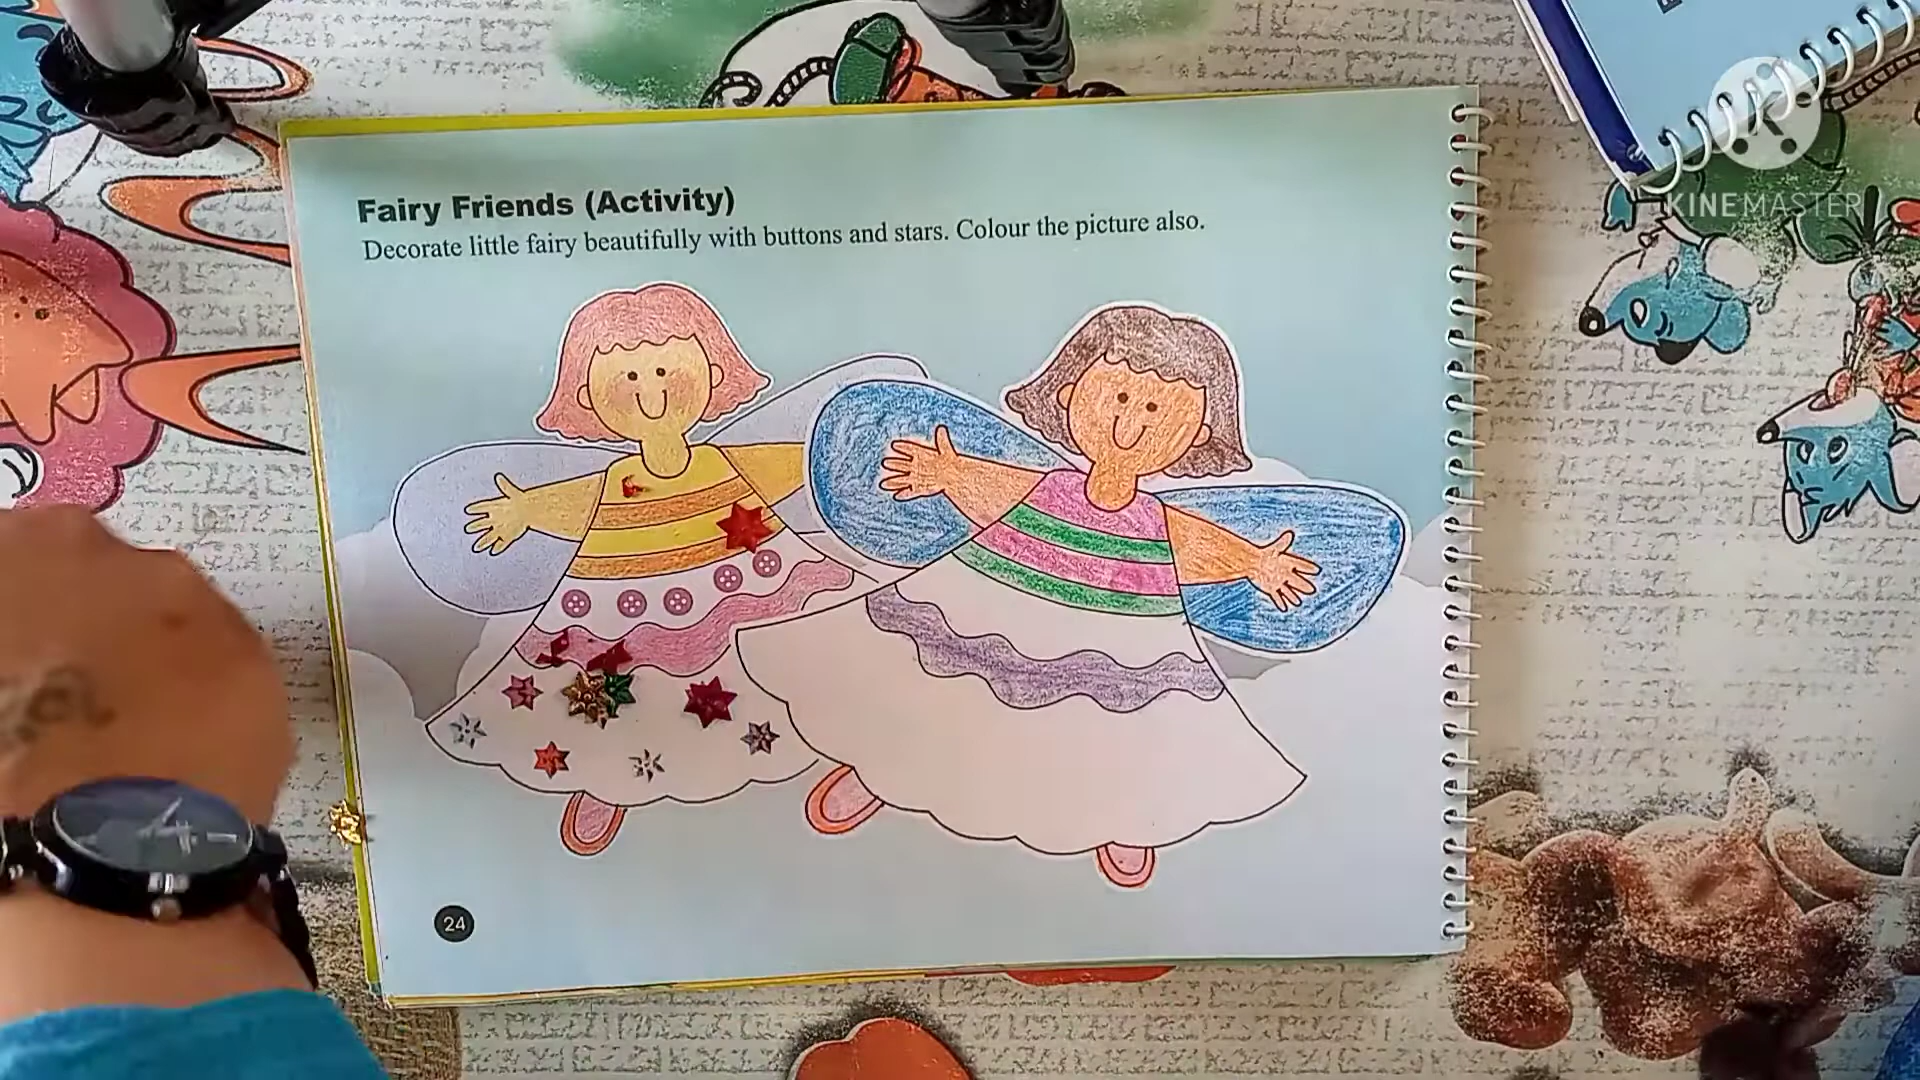 Fairy Friends (Activity)
Decorate little fairy beautifully with buttons and stars. Colour the picture also.
24
K
KINEMASTER